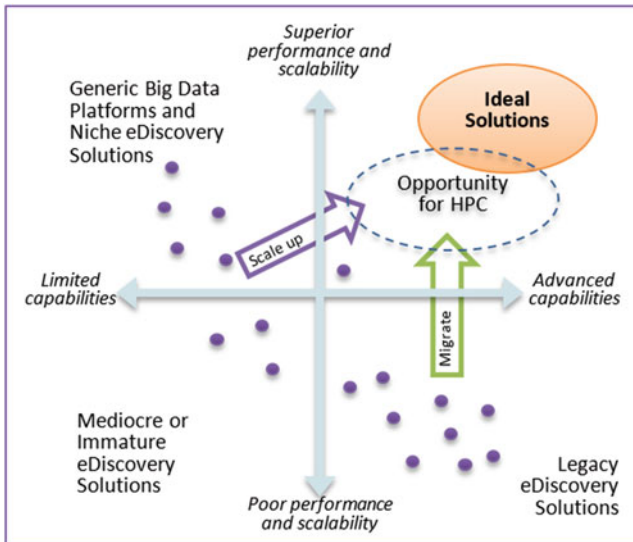 Superior
performance and
scalability
Generic Big Data
Platforms and
Niche eDiscovery
Solutions
Ideal
Solutions
Opportunity
for HPC
Scale up
Limited
capabilities
Advanced
capabilities
Migrate
Mediocre or
Immature
eDiscovery
Solutions
Legacy
eDiscovery
Solutions
Poor performance
and scalability